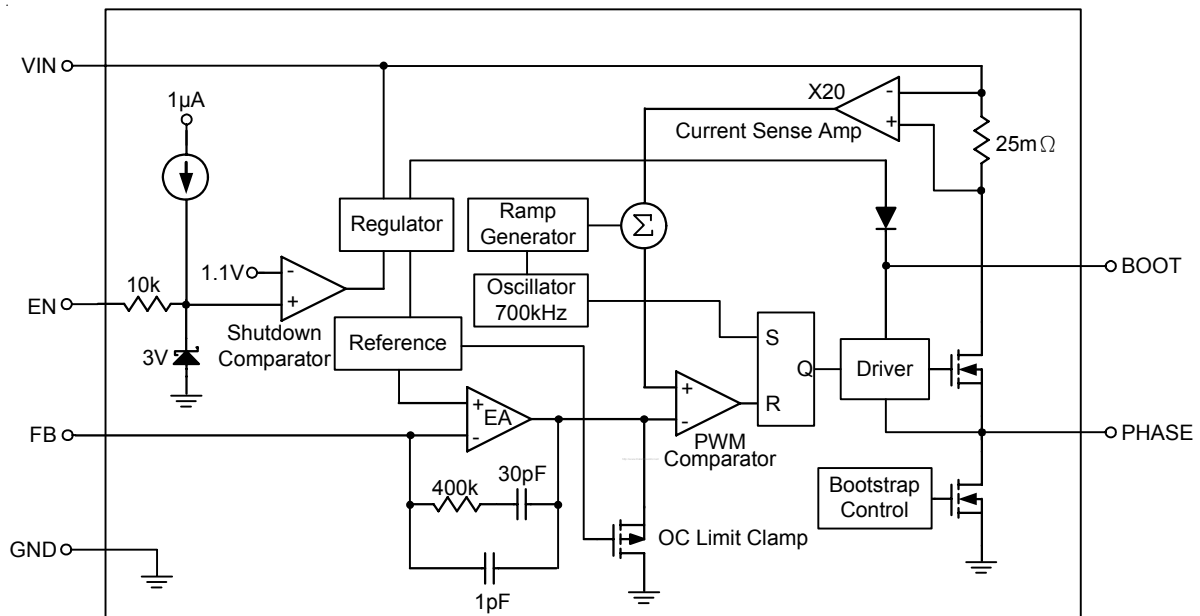 VIN
1µA
X20
-
+
Current Sense Amp
25mΩ
Regulator
Ramp
Generator
Σ
1.1V
-
+
10k
EN
BOOT
Oscillator
700kHz
Shutdown
Comparator
3V
Reference
S
Q
R
Driver
+
-
EA
+
-
FB
PHASE
PWM
Comparator
400k
30pF
Bootstrap
Control
OC Limit Clamp
GND
1pF